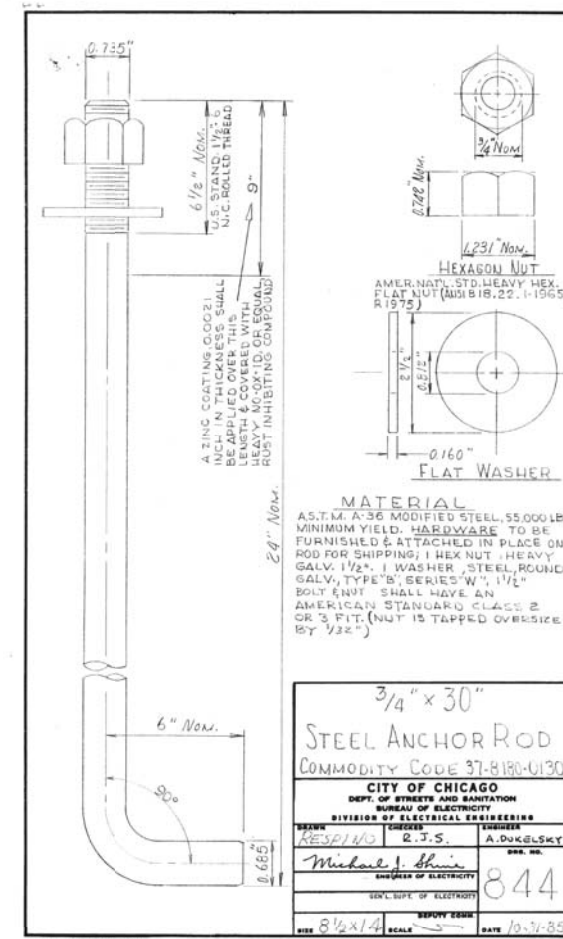 0.735"
6 1/2" NOM.
U.S. STAND. 1 1/2"-6
N.C. ROLLED THREAD
9"
A ZINC COATING, 0.0021
INCH IN THICKNESS SHALL
BE APPLIED OVER THIS
LENGTH & COVERED WITH
HEAVY NO-OX-ID, OR EQUAL,
RUST INHIBITING COMPOUND
24" NOM.
6" NOM.
90°
0.685"
3/4" NOM
0.742 NOM.
1.231" NOM.
HEXAGON NUT
AMER. NAT'L. STD. HEAVY HEX.
FLAT NUT (ANSI B18.22.1-1965
R1975)
2 1/2"
0.812"
0.160"
FLAT WASHER
MATERIAL
A.S.T.M. A-36 MODIFIED STEEL, 55,000 LB
MINIMUM YIELD. HARDWARE TO BE
FURNISHED & ATTACHED IN PLACE ON
ROD FOR SHIPPING; 1 HEX NUT, HEAVY
GALV. 1 1/2". 1 WASHER, STEEL, ROUND
GALV., TYPE "B", SERIES "W", 1 1/2"
BOLT & NUT SHALL HAVE AN
AMERICAN STANDARD CLASS 2
OR 3 FIT. (NUT IS TAPPED OVERSIZE
BY 1/32")
3/4" x 30"
STEEL ANCHOR ROD
COMMODITY CODE 37-8180-0130
CITY OF CHICAGO
DEPT. OF STREETS AND SANITATION
BUREAU OF ELECTRICITY
DIVISION OF ELECTRICAL ENGINEERING
DRAWN CHECKED ENGINEER
RESPINO R.J.S. A. DUKELSKY
Michael J. Shine
ENGINEER OF ELECTRICITY
DRG. NO.
844
GEN'L. SUPT. OF ELECTRICITY
DEPUTY COMM.
SIZE 8 1/2 x 14 SCALE DATE 10-31-85